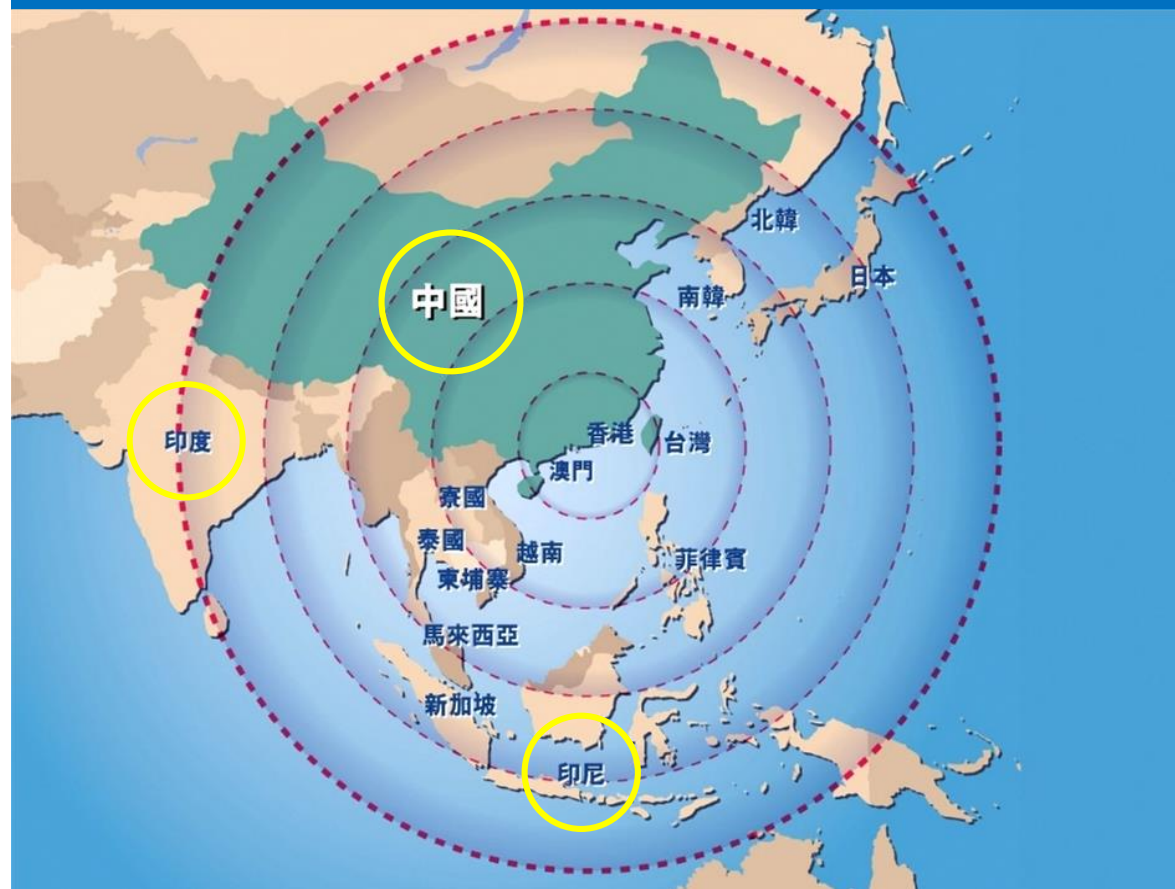 北韓
日本
南韓
中國
印度
香港
台灣
澳門
寮國
泰國
越南
菲律賓
柬埔寨
馬來西亞
新加坡
印尼